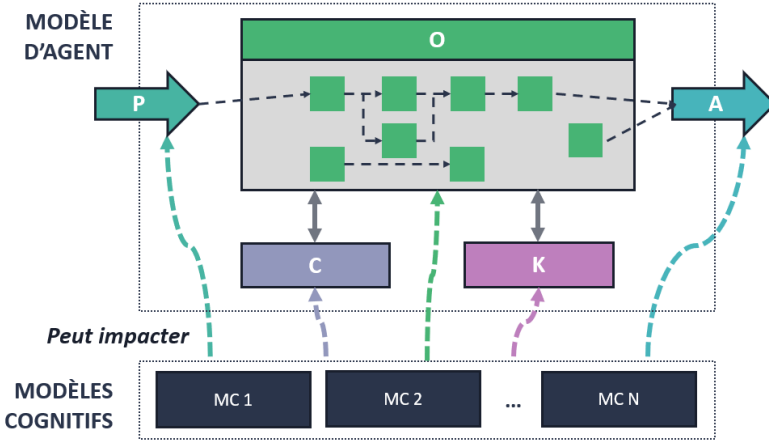 MODÈLE
D'AGENT
O
P
A
C
K
Peut impacter
MODÈLES
COGNITIFS
MC 1
MC 2
...
MC N